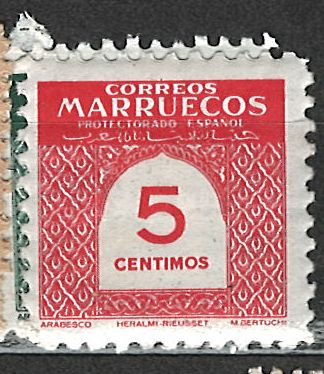 CORREOS
MARRUECOS
PROTECTORADO ESPAÑOL
5
CENTIMOS
ARABESCO HERALMI-RIEUSSET M.BERTUCHI